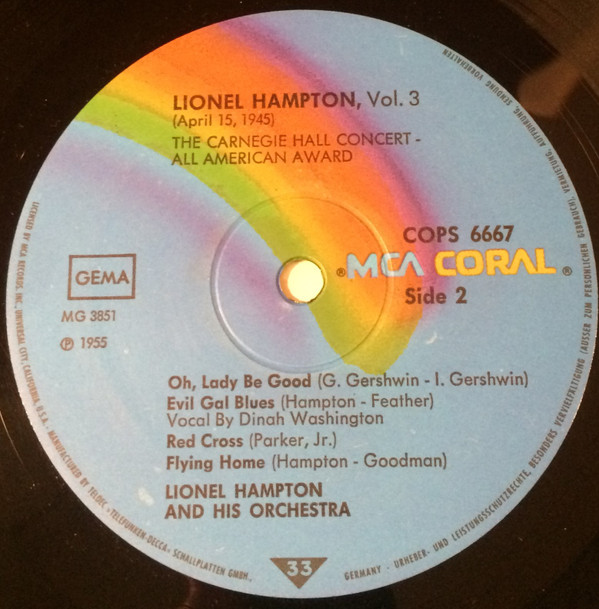 LIONEL HAMPTON, Vol. 3
(April 15, 1945)
THE CARNEGIE HALL CONCERT -
ALL AMERICAN AWARD
COPS 6667
® MCA CORAL ®
Side 2
GEMA
MG 3851
℗ 1955
Oh, Lady Be Good (G. Gershwin - I. Gershwin)
Evil Gal Blues (Hampton - Feather)
Vocal By Dinah Washington
Red Cross (Parker, Jr.)
Flying Home (Hampton - Goodman)
LIONEL HAMPTON
AND HIS ORCHESTRA
33
LICENSED BY MCA RECORDS, INC., UNIVERSAL CITY, CALIFORNIA, U.S.A. MANUFACTURED BY TELDEC »TELEFUNKEN-DECCA« SCHALLPLATTEN GMBH.
GERMANY - URHEBER- UND LEISTUNGSSCHUTZRECHTE, BESONDERS VERVIELFÄLTIGUNG (AUSSER ZUM PERSÖNLICHEN GEBRAUCH), VERMIETUNG, AUFFÜHRUNG, SENDUNG VORBEHALTEN